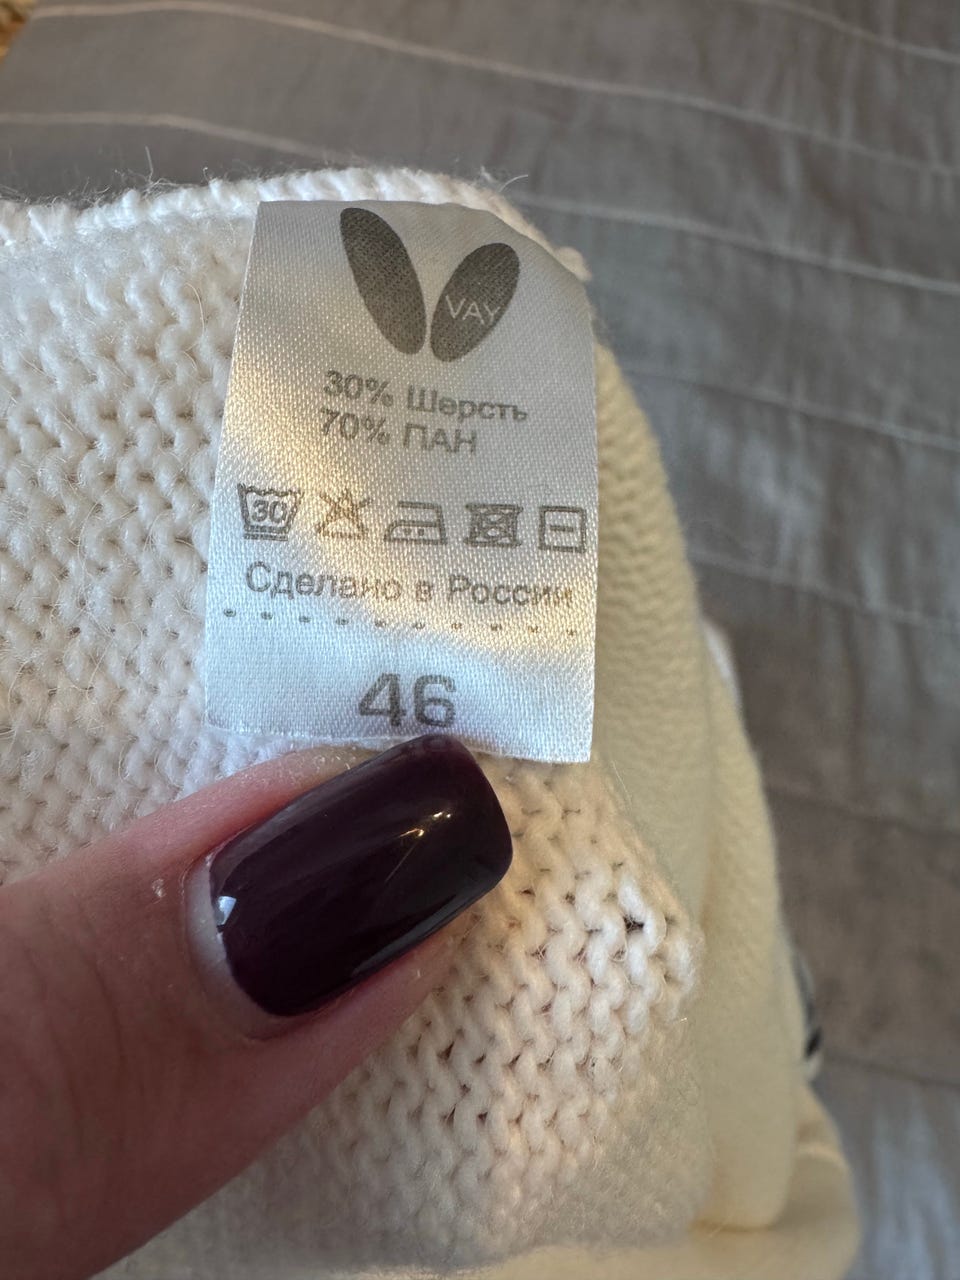 VAY
30% Шерсть
70% ПАН
30
Сделано в России
46